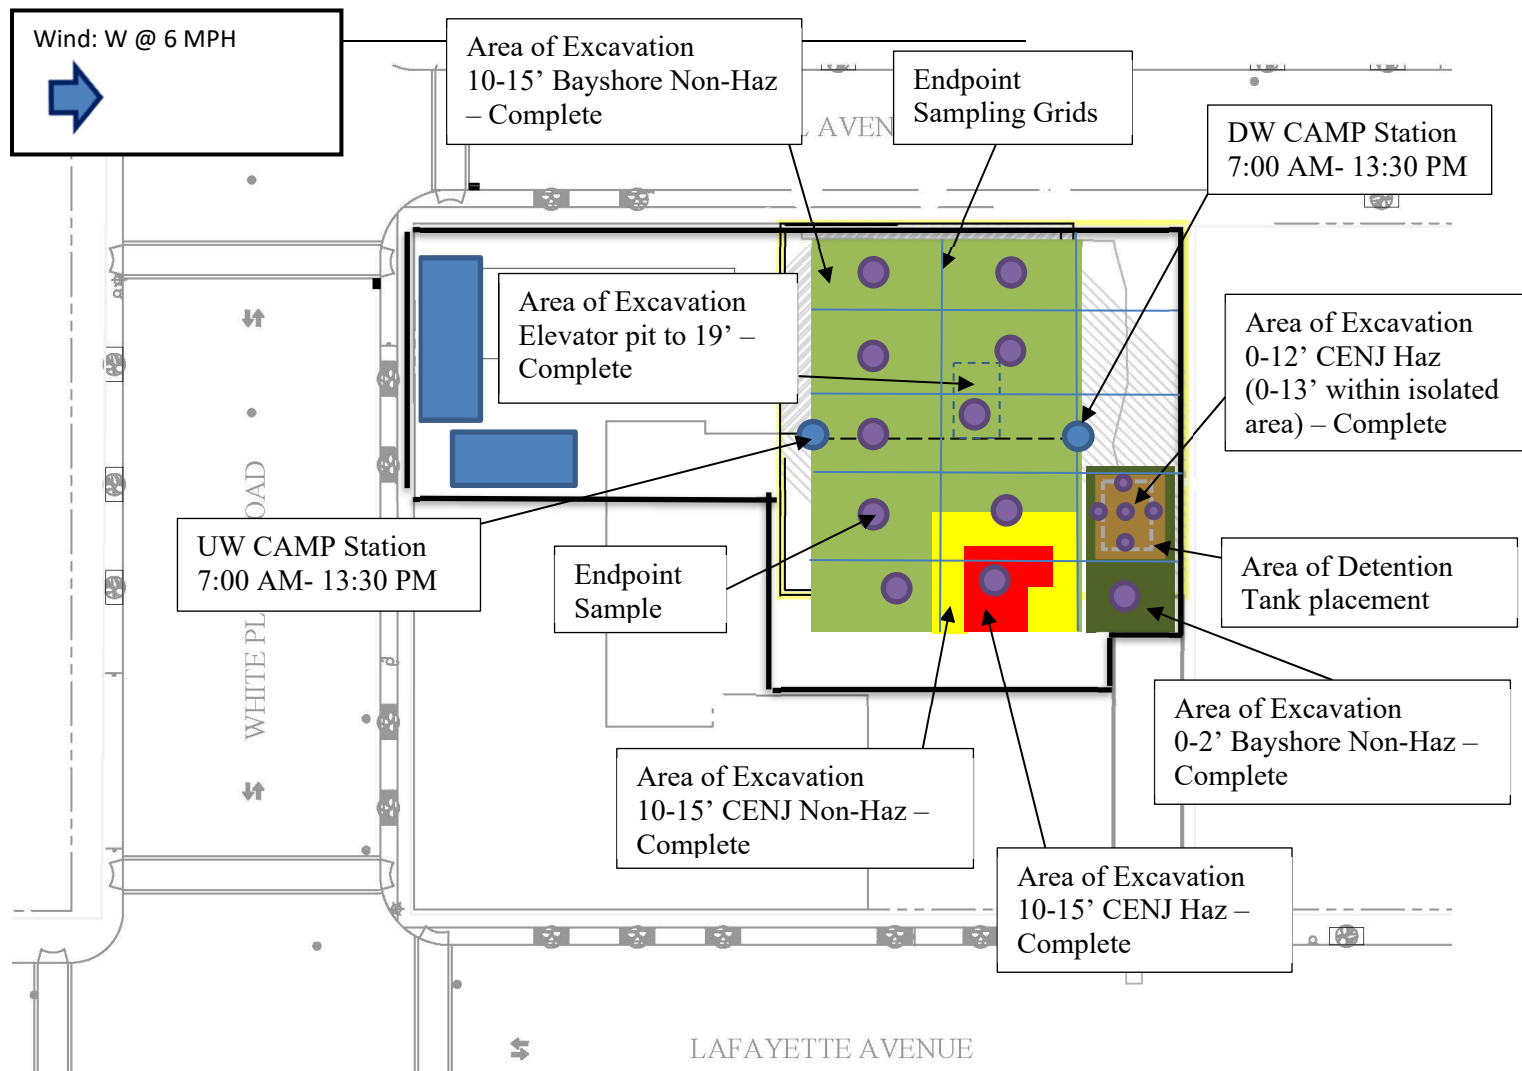 Wind: W @ 6 MPH
Area of Excavation
10-15’ Bayshore Non-Haz
– Complete
Endpoint
Sampling Grids
DW CAMP Station
7:00 AM- 13:30 PM
Area of Excavation
Elevator pit to 19’ –
Complete
Area of Excavation
0-12’ CENJ Haz
(0-13’ within isolated
area) – Complete
UW CAMP Station
7:00 AM- 13:30 PM
Endpoint
Sample
Area of Detention
Tank placement
Area of Excavation
0-2’ Bayshore Non-Haz –
Complete
Area of Excavation
10-15’ CENJ Non-Haz –
Complete
Area of Excavation
10-15’ CENJ Haz –
Complete
WHITE
LAFAYETTE AVENUE